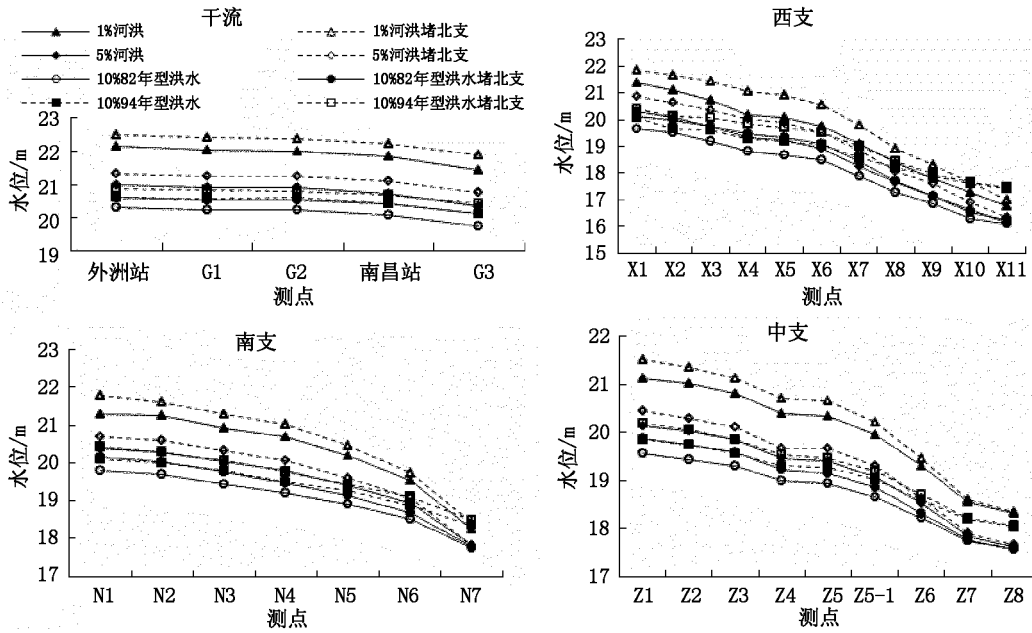 干流
1%河洪
1%河洪堵北支
5%河洪
5%河洪堵北支
10%82年型洪水
10%82年型洪水堵北支
10%94年型洪水
10%94年型洪水堵北支
23
22
21
20
19
水位/m
外洲站 G1 G2 南昌站 G3
测点
西支
23
22
21
20
19
18
17
16
15
水位/m
X1 X2 X3 X4 X5 X6 X7 X8 X9 X10 X11
测点
南支
23
22
21
20
19
18
17
水位/m
N1 N2 N3 N4 N5 N6 N7
测点
中支
22
21
20
19
18
17
水位/m
Z1 Z2 Z3 Z4 Z5 Z5-1 Z6 Z7 Z8
测点